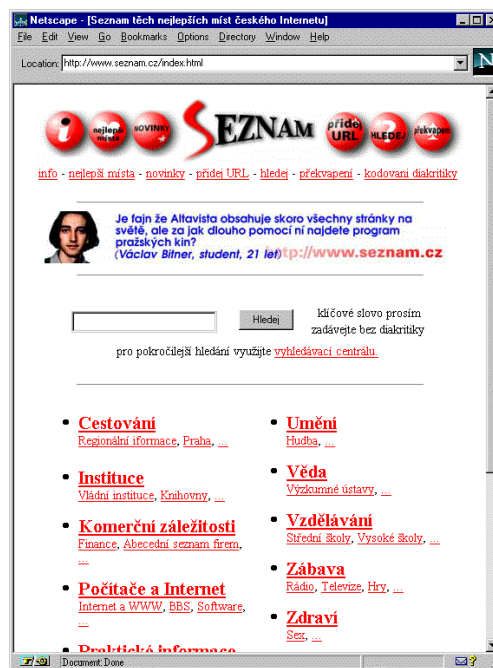 Netscape - [Seznam těch nejlepších míst českého Internetu]
File Edit View Go Bookmarks Options Directory Window Help
Location: http://www.seznam.cz/index.html
N
i nejlepší místa NOVINKY SEZNAM přidej URL HLEDEJ překvapení
info - nejlepší místa - novinky - přidej URL - hledej - překvapení - kodovani diakritiky
Je fajn že Altavista obsahuje skoro všechny stránky na
světě, ale za jak dlouho pomocí ní najdete program
pražských kin?
(Václav Bitner, student, 21 let) http://www.seznam.cz
Hledej
klíčové slovo prosím
zadávejte bez diakritiky
pro pokročilejší hledání využijte vyhledávací centrálu.
Cestování
Regionální iformace, Praha, ...
Instituce
Vládní instituce, Knihovny, ...
Komerční záležitosti
Finance, Abecední seznam firem,
...
Počítače a Internet
Internet a WWW, BBS, Software,
...
Praktické informace
Umění
Hudba, ...
Věda
Výzkumné ústavy, ...
Vzdělávání
Střední školy, Vysoké školy, ...
Zábava
Rádio, Televize, Hry, ...
Zdraví
Sex, ...
Document: Done